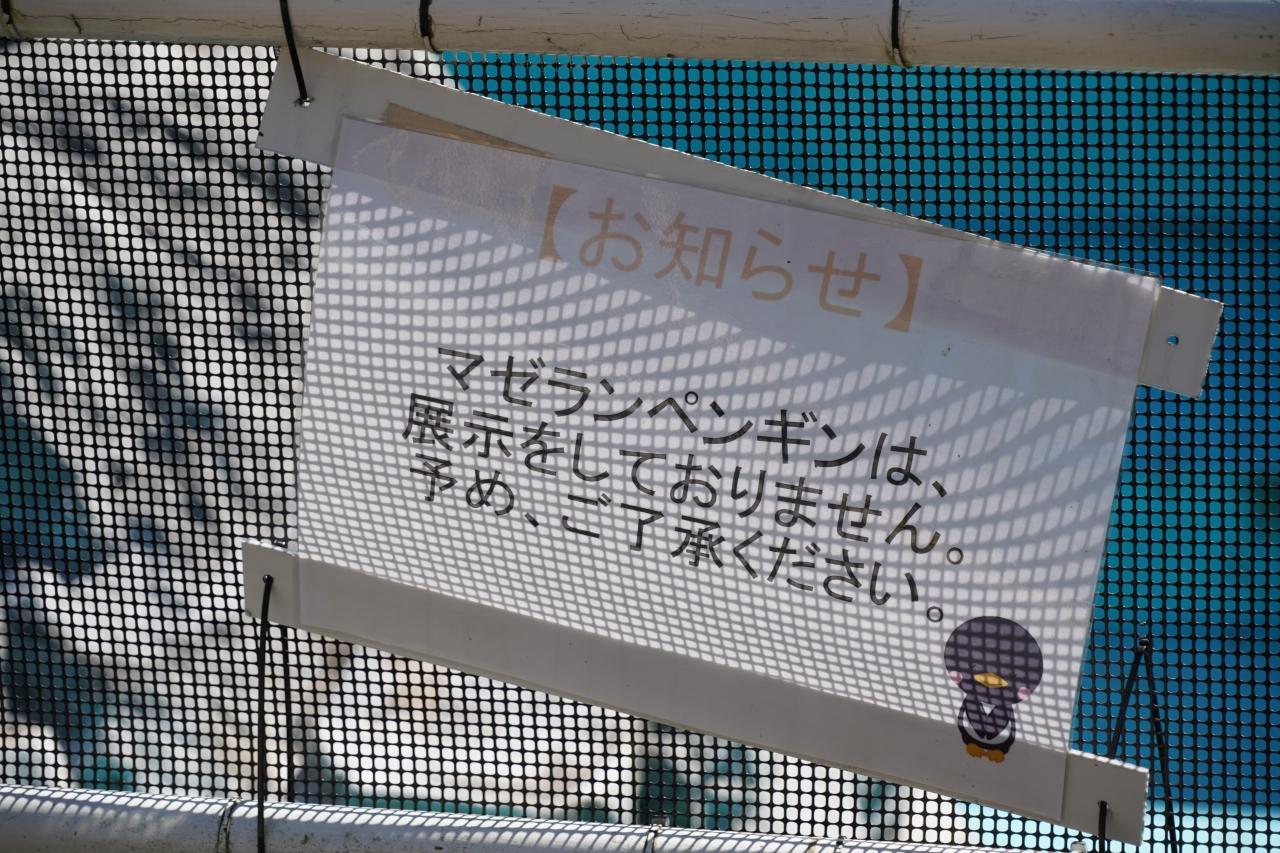 【お知らせ】
マゼランペンギンは、
展示をしておりません。
予め、ご了承ください。